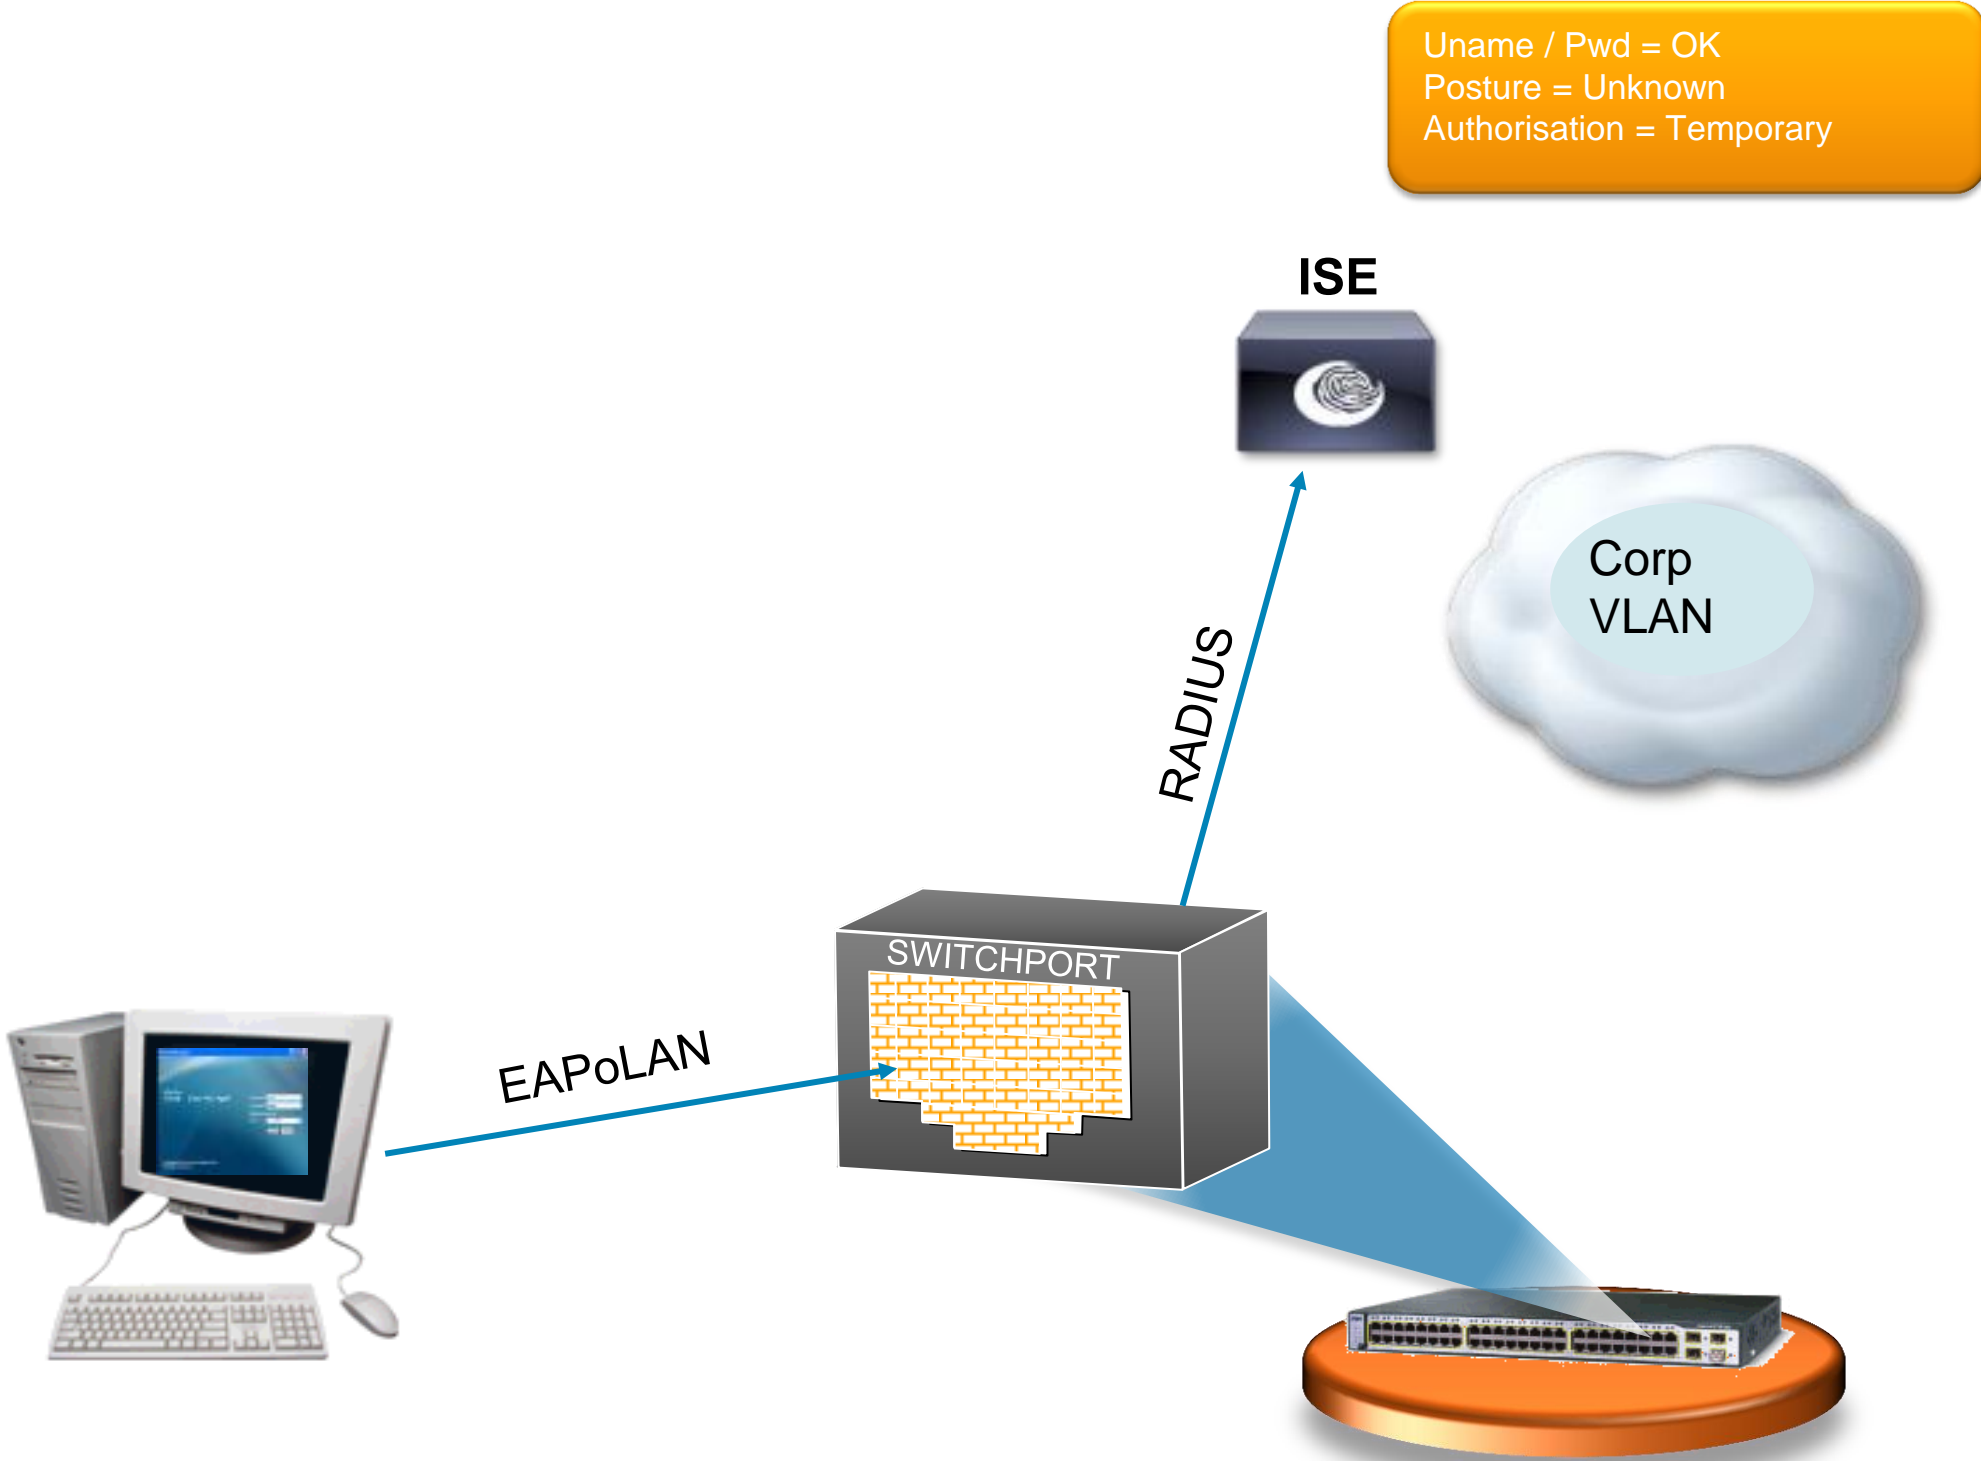 Uname / Pwd = OK
Posture = Unknown
Authorisation = Temporary
ISE
Corp
VLAN
RADIUS
SWITCHPORT
EAPoLAN